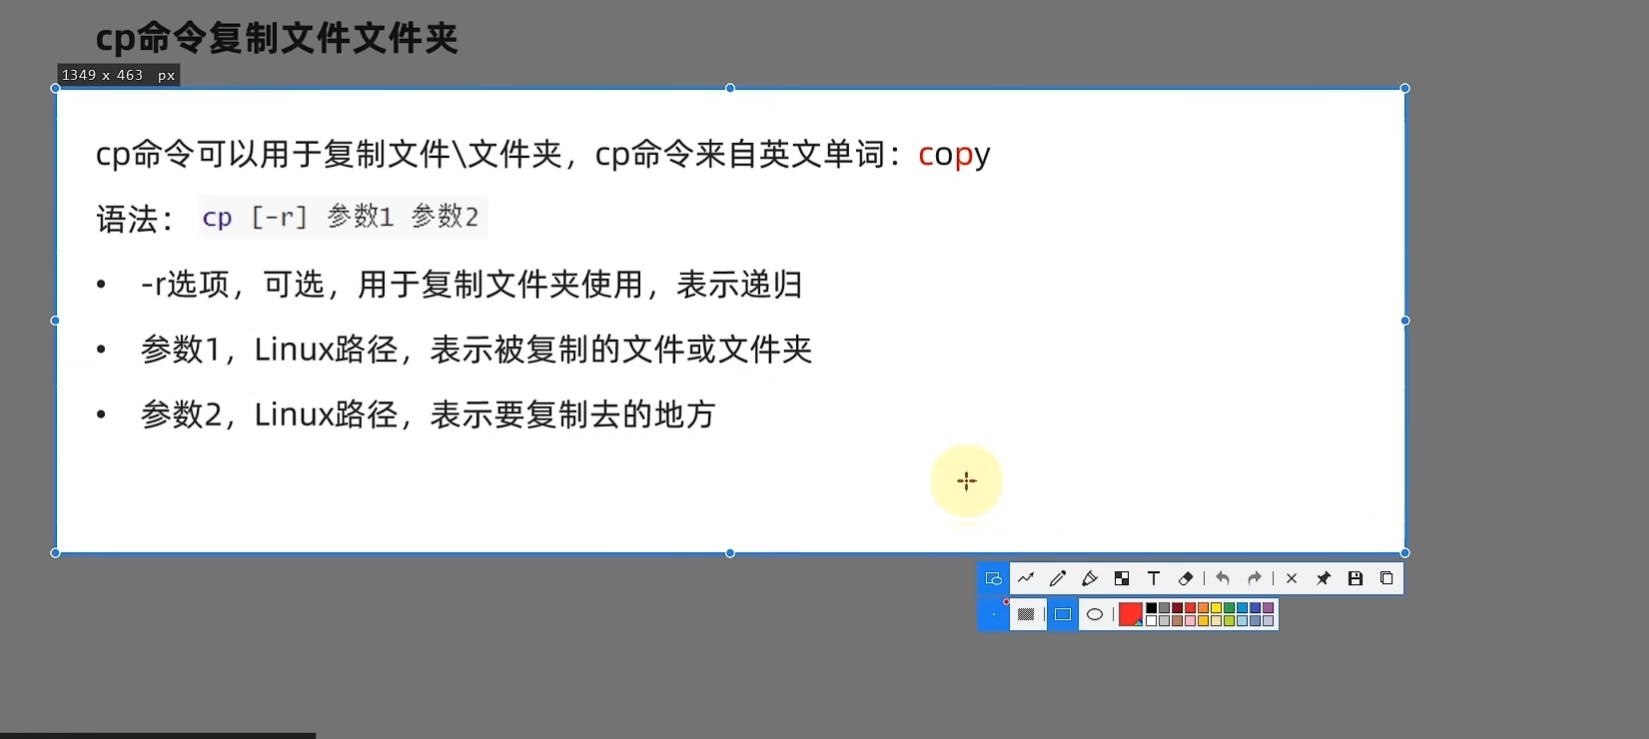 cp命令复制文件文件夹
1349 x 463 px
cp命令可以用于复制文件\文件夹，cp命令来自英文单词：copy
语法： cp [-r] 参数1 参数2
• -r选项，可选，用于复制文件夹使用，表示递归
• 参数1，Linux路径，表示被复制的文件或文件夹
• 参数2，Linux路径，表示要复制去的地方